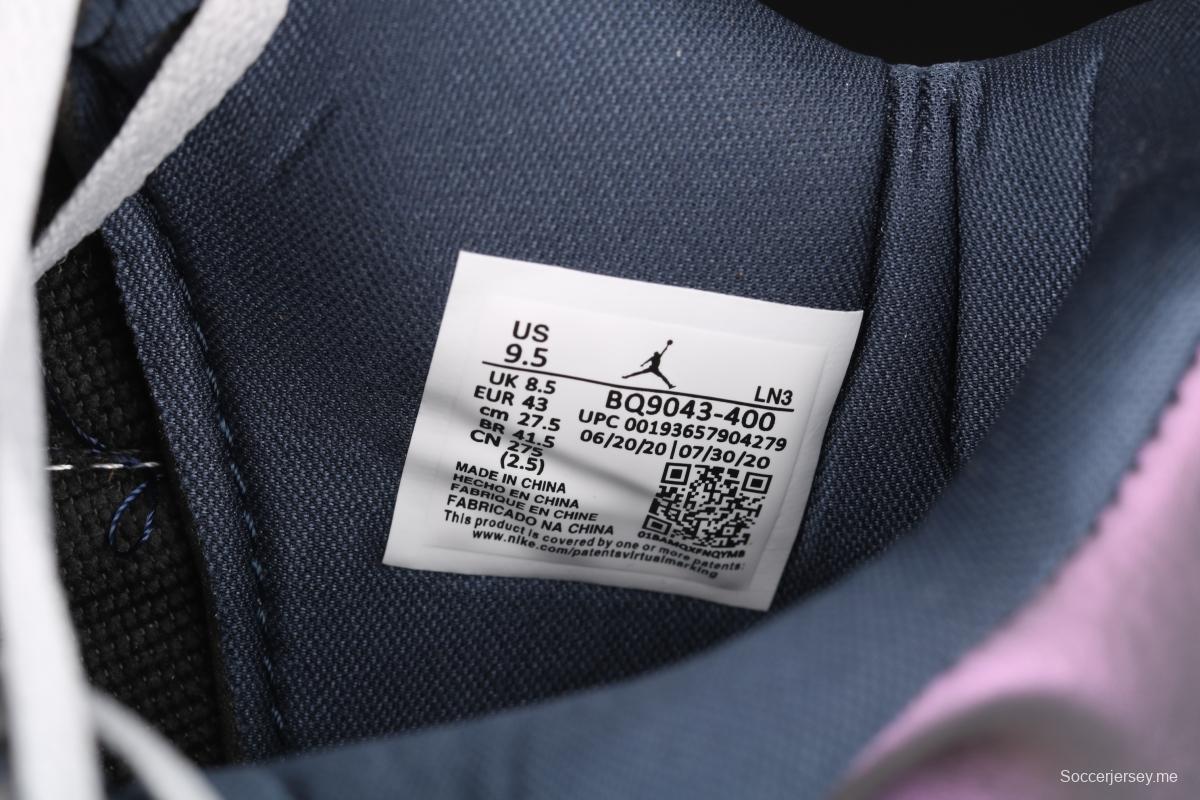 US
9.5
LN3
UK 8.5
EUR 43
cm 27.5
BR 41.5
CN 275
(2.5)
BQ9043-400
UPC 00193657904279
06/20/20 | 07/30/20
MADE IN CHINA
HECHO EN CHINA
FABRIQUE EN CHINE
FABRICADO NA CHINA
01BAMQXFNQYMB
This product is covered by one or more patents:
www.nike.com/patentsvirtualmarking
Soccerjersey.me